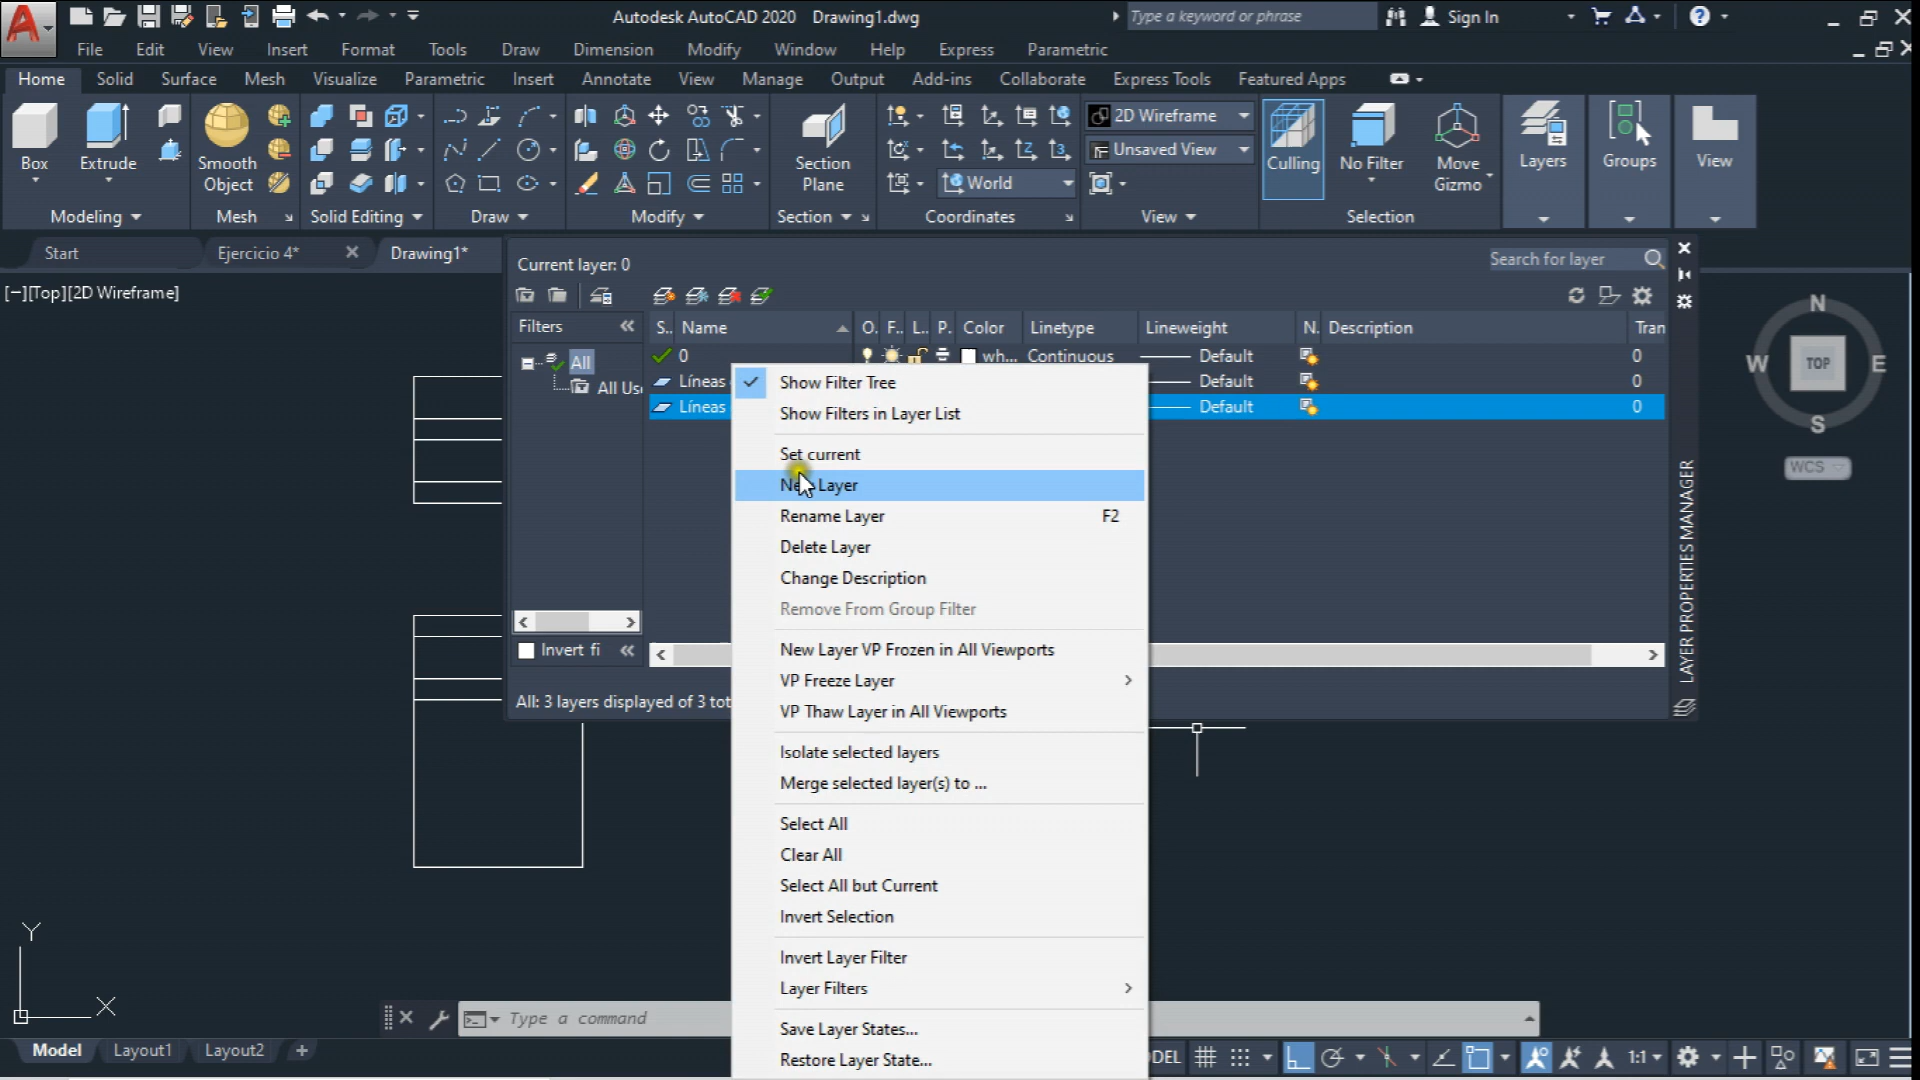 Autodesk AutoCAD 2020 Drawing1.dwg
Type a keyword or phrase
Sign In
File Edit View Insert Format Tools Draw Dimension Modify Window Help Express Parametric
Home Solid Surface Mesh Visualize Parametric Insert Annotate View Manage Output Add-ins Collaborate Express Tools Featured Apps
Box
Extrude
Smooth
Object
Section
Plane
2D Wireframe
Unsaved View
World
Culling
No Filter
Move
Gizmo
Layers
Groups
View
Modeling Mesh Solid Editing Draw Modify Section Coordinates View Selection
Start Ejercicio 4* Drawing1*
[−][Top][2D Wireframe]
Current layer: 0
Search for layer
Filters
S.. Name O. F.. L.. P. Color Linetype Lineweight N. Description Tran
All
All Us
0 wh... Continuous Default 0
Líneas Default 0
Líneas Default 0
Invert fi
All: 3 layers displayed of 3 tot
LAYER PROPERTIES MANAGER
Show Filter Tree
Show Filters in Layer List
Set current
New Layer
Rename Layer F2
Delete Layer
Change Description
Remove From Group Filter
New Layer VP Frozen in All Viewports
VP Freeze Layer
VP Thaw Layer in All Viewports
Isolate selected layers
Merge selected layer(s) to ...
Select All
Clear All
Select All but Current
Invert Selection
Invert Layer Filter
Layer Filters
Save Layer States...
Restore Layer State...
N
W TOP E
S
WCS
Y
X
Type a command
Model Layout1 Layout2 +
DEL
1:1